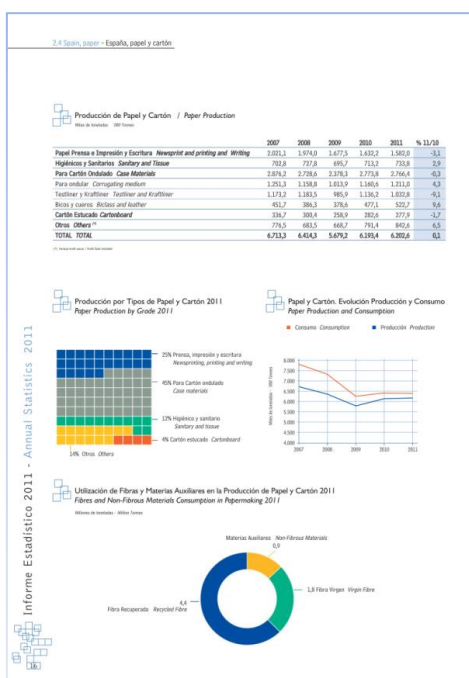 2.4 Spain, paper - España, papel y cartón
Producción de Papel y Cartón / Paper Production
Miles de toneladas 000 Tonnes
2007 2008 2009 2010 2011 % 11/10
Papel Prensa e Impresión y Escritura Newsprint and printing and Writing 2.021,1 1.974,0 1.677,5 1.632,2 1.582,0 -3,1
Higiénicos y Sanitarios Sanitary and Tissue 702,8 727,8 695,7 713,2 733,8 2,9
Para Cartón Ondulado Case Materials 2.876,2 2.728,6 2.378,3 2.773,8 2.766,4 -0,3
Para ondular Corrugating medium 1.251,3 1.158,8 1.013,9 1.160,6 1.211,0 4,3
Testliner y Kraftliner Testliner and Kraftliner 1.173,2 1.183,5 985,9 1.136,2 1.032,8 -9,1
Bicos y cueros Biclass and leather 451,7 386,3 378,6 477,1 522,7 9,6
Cartón Estucado Cartonboard 336,7 300,4 258,9 282,6 277,9 -1,7
Otros Others (*) 776,5 683,5 668,7 791,4 842,6 6,5
TOTAL TOTAL 6.713,3 6.414,3 5.679,2 6.193,4 6.202,6 0,1
Producción por Tipos de Papel y Cartón 2011
Paper Production by Grade 2011
25% Prensa, impresión y escritura
Newsprinting, printing and writing
45% Para Cartón ondulado
Case materials
12% Higiénico y sanitario
Sanitary and tissue
4% Cartón estucado Cartonboard
14% Otros Others
Papel y Cartón. Evolución Producción y Consumo
Paper Production and Consumption
Consumo Consumption Producción Production
Miles de toneladas - 000 Tonnes
8.000
7.500
7.000
6.500
6.000
5.500
5.000
4.500
4.000
2007 2008 2009 2010 2011
Utilización de Fibras y Materias Auxiliares en la Producción de Papel y Cartón 2011
Fibres and Non-Fibrous Materials Consumption in Papermaking 2011
Millones de toneladas - Million Tonnes
Materias Auxiliares Non-Fibrous Materials
0,9
1,8 Fibra Virgen Virgin Fibre
4,4
Fibra Recuperada Recycled Fibre
Informe Estadístico 2011 - Annual Statistics 2011
16